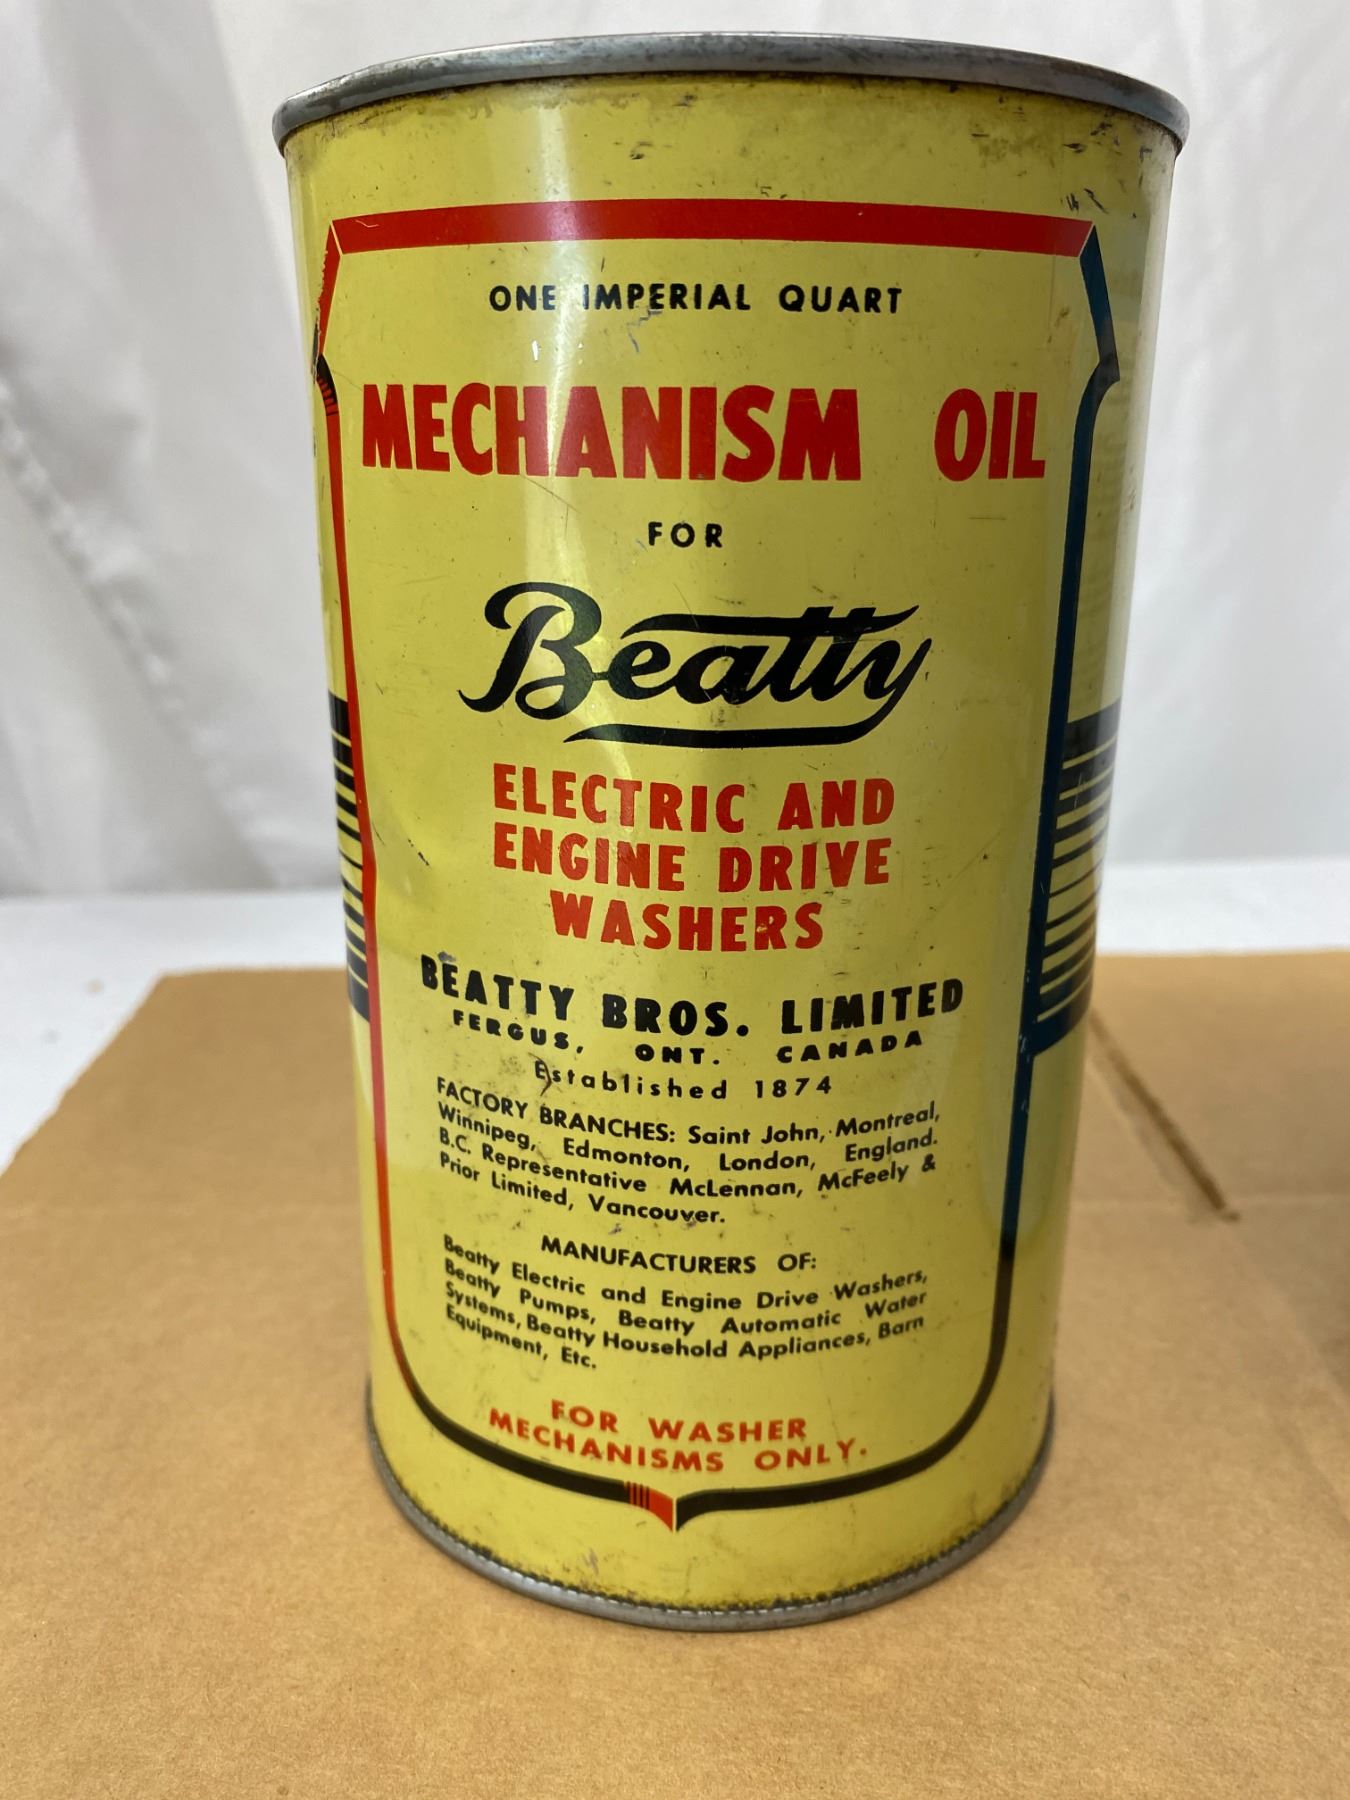 ONE IMPERIAL QUART
MECHANISM OIL
FOR
Beatty
ELECTRIC AND
ENGINE DRIVE
WASHERS
BEATTY BROS. LIMITED
FERGUS, ONT. CANADA
Established 1874
FACTORY BRANCHES: Saint John, Montreal,
Winnipeg, Edmonton, London, England.
B.C. Representative McLennan, McFeely &
Prior Limited, Vancouver.
MANUFACTURERS OF:
Beatty Electric and Engine Drive Washers,
Beatty Pumps, Beatty Automatic Water
Systems, Beatty Household Appliances, Barn
Equipment, Etc.
FOR WASHER
MECHANISMS ONLY.